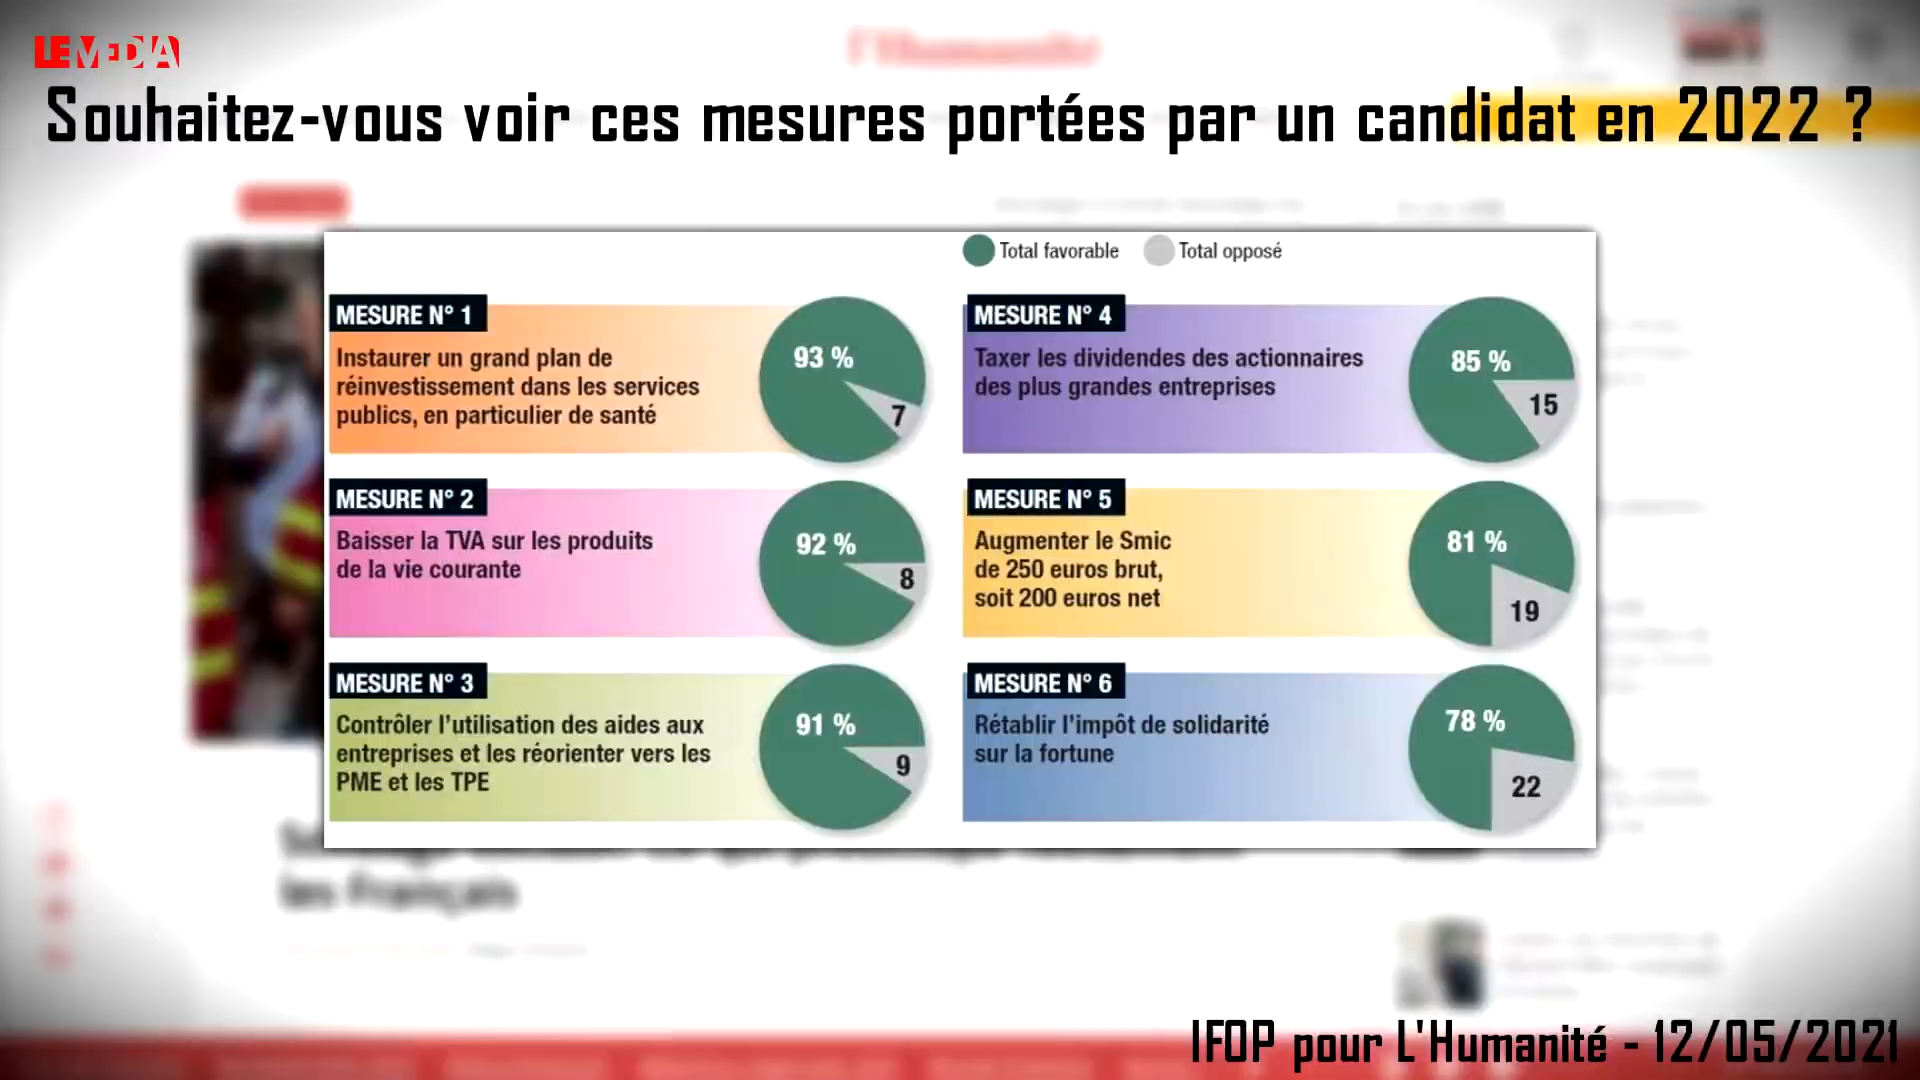 LEMEDIA
l'Humanité
Souhaitez-vous voir ces mesures portées par un candidat en 2022 ?
Total favorable
Total opposé
MESURE N° 1
Instaurer un grand plan de
réinvestissement dans les services
publics, en particulier de santé
93 %
7
MESURE N° 2
Baisser la TVA sur les produits
de la vie courante
92 %
8
MESURE N° 3
Contrôler l'utilisation des aides aux
entreprises et les réorienter vers les
PME et les TPE
91 %
9
MESURE N° 4
Taxer les dividendes des actionnaires
des plus grandes entreprises
85 %
15
MESURE N° 5
Augmenter le Smic
de 250 euros brut,
soit 200 euros net
81 %
19
MESURE N° 6
Rétablir l'impôt de solidarité
sur la fortune
78 %
22
les Français
IFOP pour L'Humanité - 12/05/2021